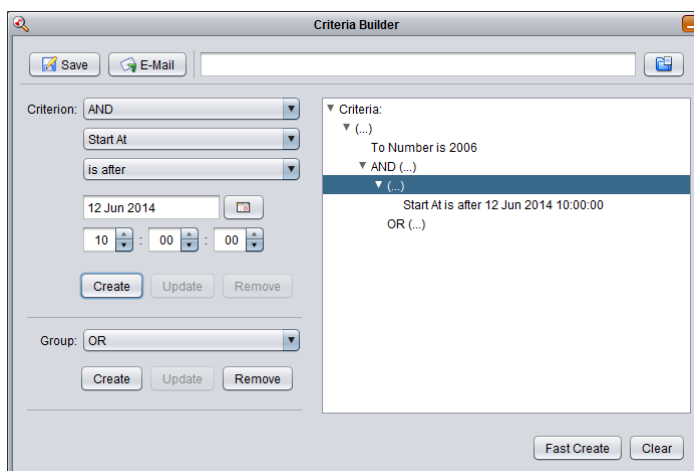 Criteria Builder
Save E-Mail
Criterion: AND
Start At
is after
12 Jun 2014
10 : 00 : 00
Create Update Remove
Group: OR
Create Update Remove
Criteria:
(...)
To Number is 2006
AND (...)
(...)
Start At is after 12 Jun 2014 10:00:00
OR (...)
Fast Create Clear